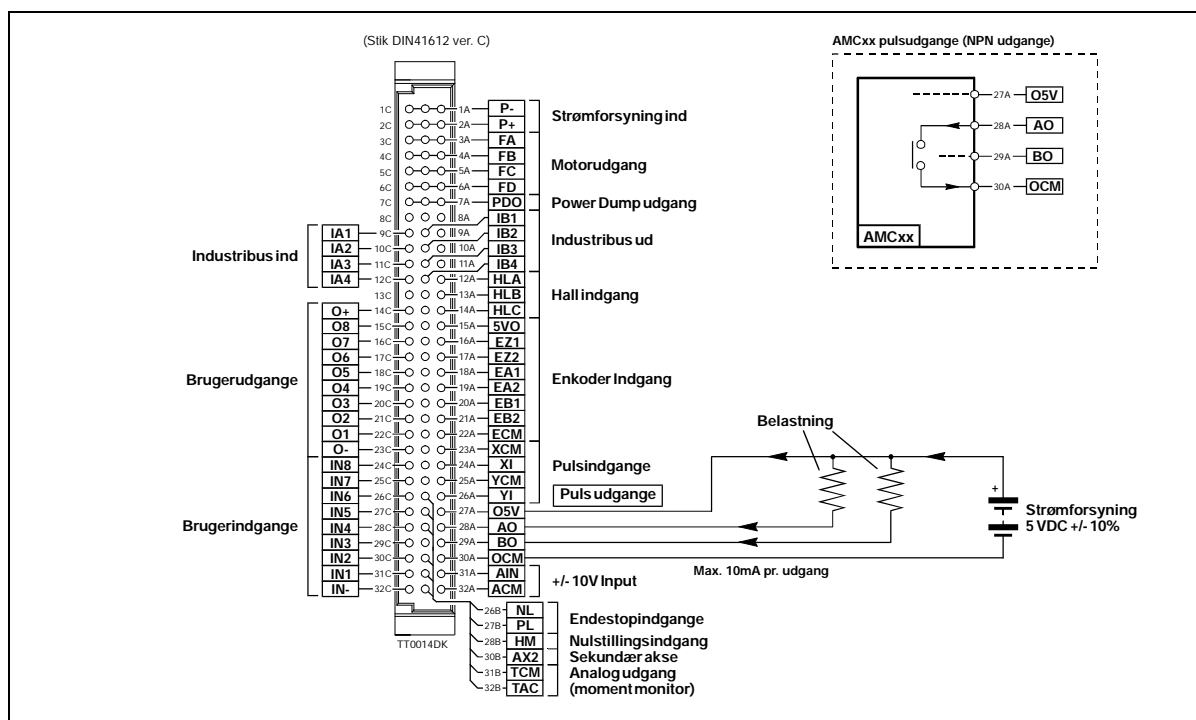 (Stik DIN41612 ver. C)
1C 1A P-
2C 2A P+
Strømforsyning ind
3C 3A FA
4C 4A FB
5C 5A FC
6C 6A FD
Motorudgang
7C 7A PDO
Power Dump udgang
8C 8A IB1
IA1 9C 9A IB2
IA2 10C 10A IB3
IA3 11C 11A IB4
Industribus ind
Industribus ud
IA4 12C 12A HLA
13C 13A HLB
O+ 14C 14A HLC
Hall indgang
O8 15C 15A 5VO
O7 16C 16A EZ1
O6 17C 17A EZ2
O5 18C 18A EA1
O4 19C 19A EA2
O3 20C 20A EB1
O2 21C 21A EB2
O1 22C 22A ECM
Brugerudgange
Enkoder Indgang
O- 23C 23A XCM
IN8 24C 24A XI
IN7 25C 25A YCM
IN6 26C 26A YI
Pulsindgange
Puls udgange
IN5 27C 27A O5V
IN4 28C 28A AO
IN3 29C 29A BO
IN2 30C 30A OCM
Brugerindgange
IN1 31C 31A AIN
IN- 32C 32A ACM
+/- 10V Input
26B NL
27B PL
Endestopindgange
28B HM Nulstillingsindgang
30B AX2 Sekundær akse
31B TCM Analog udgang
32B TAC (moment monitor)
TT0014DK
AMCxx pulsudgange (NPN udgange)
27A O5V
28A AO
29A BO
30A OCM
AMCxx
Belastning
+
Strømforsyning
5 VDC +/- 10%
Max. 10mA pr. udgang